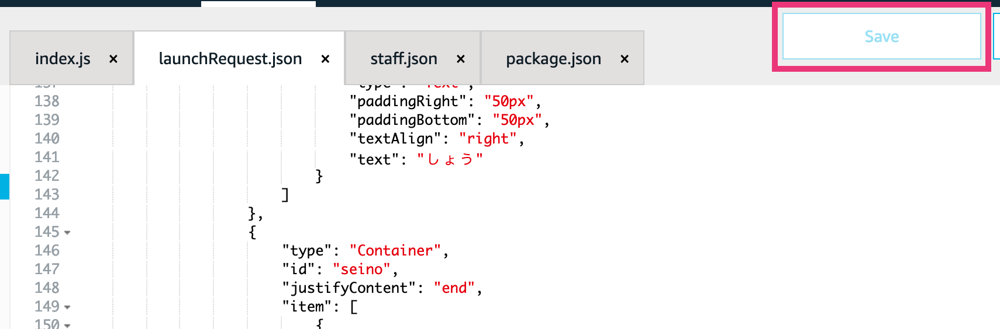 Save
index.js × launchRequest.json × staff.json × package.json ×
137 "type": "Text",
138 "paddingRight": "50px",
139 "paddingBottom": "50px",
140 "textAlign": "right",
141 "text": "しょう"
142 }
143 ]
144 },
145 {
146 "type": "Container",
147 "id": "seino",
148 "justifyContent": "end",
149 "item": [
150 {